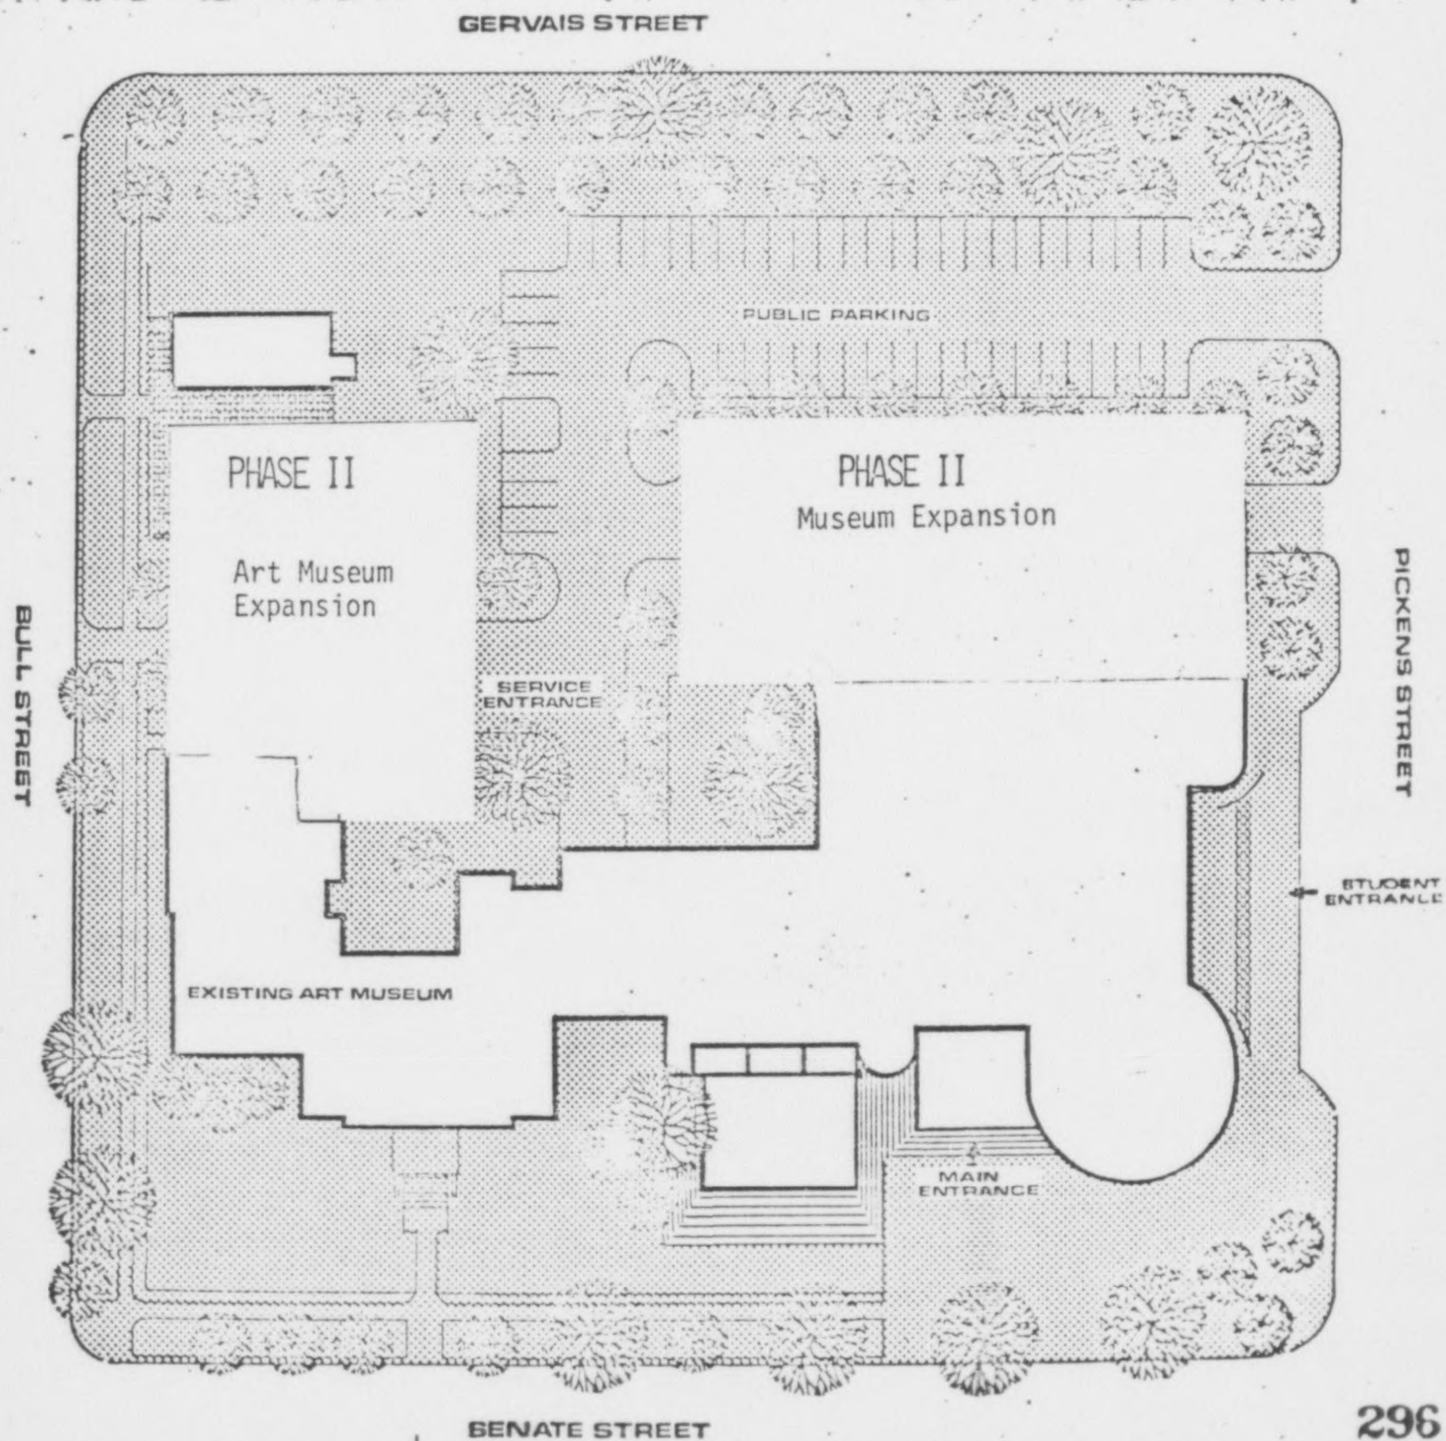 GERVAIS STREET
PUBLIC PARKING
PHASE II
Art Museum
Expansion
PHASE II
Museum Expansion
BULL STREET
PICKENS STREET
SERVICE
ENTRANCE
STUDENT
ENTRANCE
EXISTING ART MUSEUM
MAIN
ENTRANCE
SENATE STREET
296